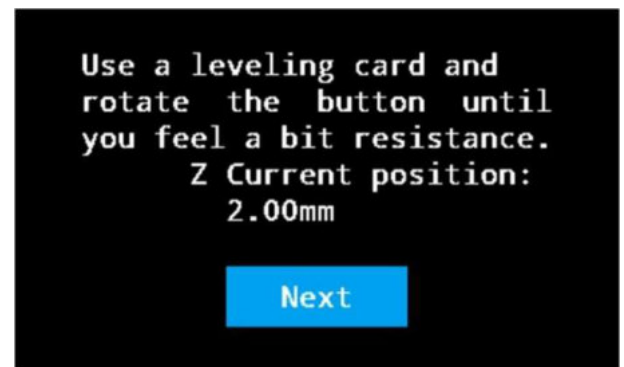 Use a leveling card and
rotate the button until
you feel a bit resistance.
Z Current position:
2.00mm
Next